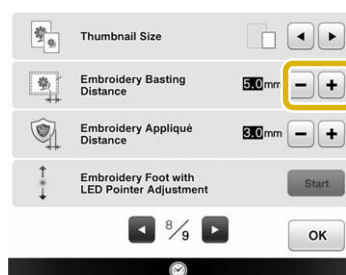 Thumbnail Size
Embroidery Basting
Distance
5.0mm - +
Embroidery Appliqué
Distance
3.0mm - +
Embroidery Foot with
LED Pointer Adjustment
Start
8/9
OK